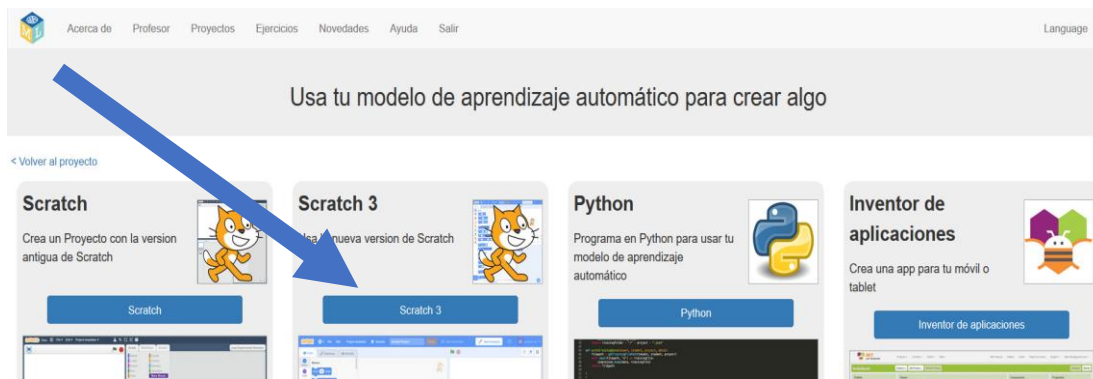 Acerca de Profesor Proyectos Ejercicios Novedades Ayuda Salir Language
Usa tu modelo de aprendizaje automático para crear algo
< Volver al proyecto
Scratch
Crea un Proyecto con la version
antigua de Scratch
Scratch
Scratch 3
nueva version de Scratch
Scratch 3
Python
Programa en Python para usar tu
modelo de aprendizaje
automático
Python
Inventor de
aplicaciones
Crea una app para tu móvil o
tablet
Inventor de aplicaciones